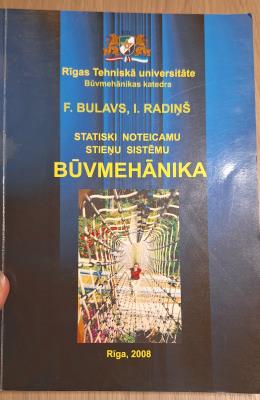 Rīgas Tehniskā universitāte
Būvmehānikas katedra
F. BULAVS, I. RADIŅŠ
STATISKI NOTEICAMU
STIEŅU SISTĒMU
BŪVMEHĀNIKA
Rīga, 2008